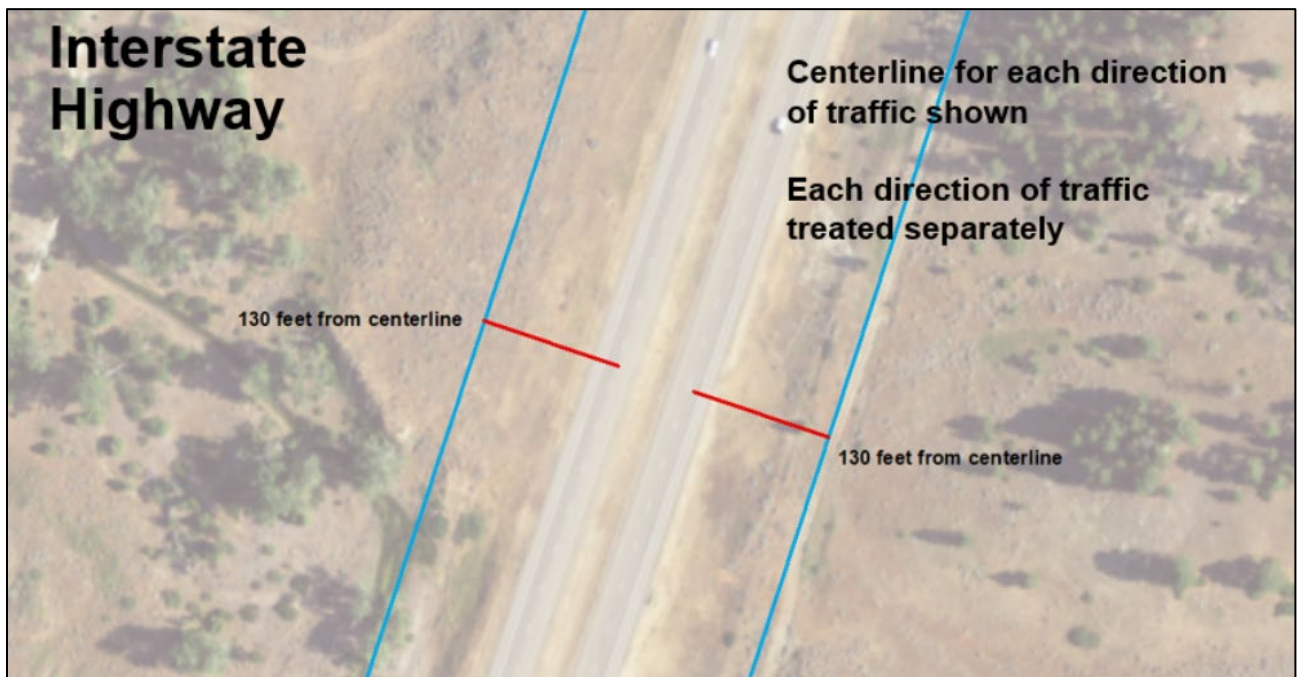 Interstate
Highway
Centerline for each direction
of traffic shown
Each direction of traffic
treated separately
130 feet from centerline
130 feet from centerline